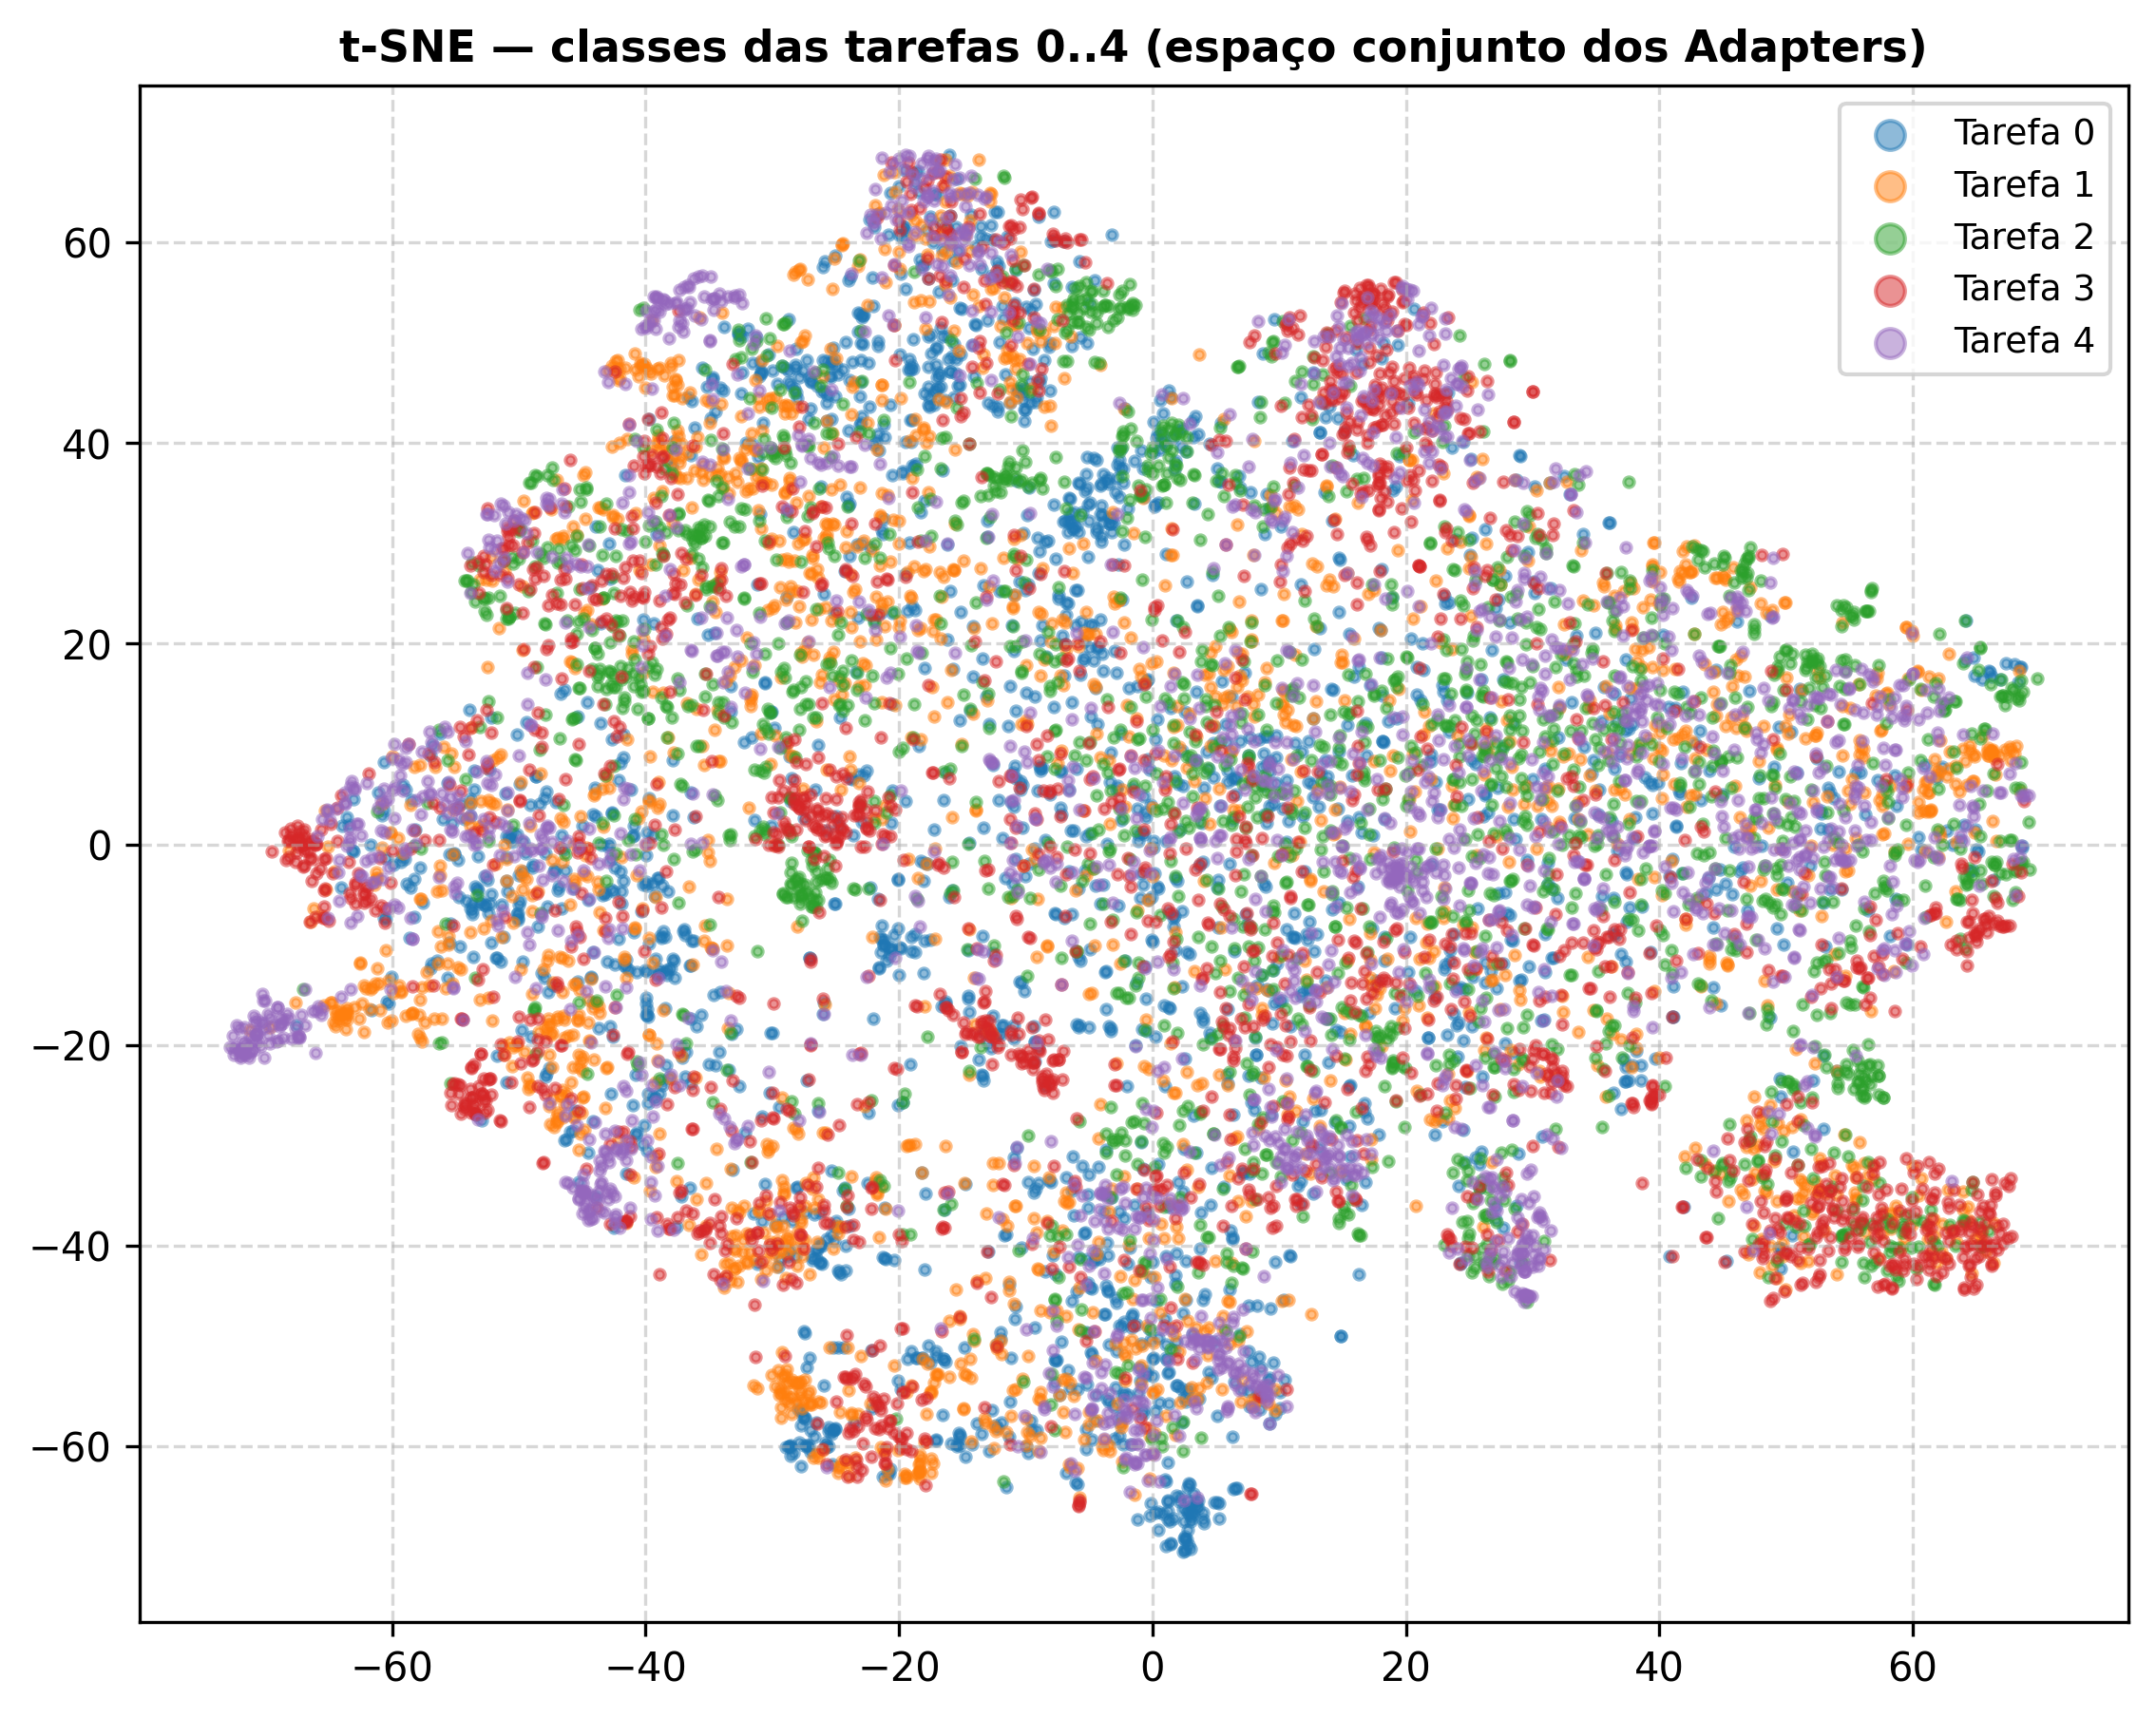 t-SNE — classes das tarefas 0..4 (espaço conjunto dos Adapters)
Tarefa 0
Tarefa 1
Tarefa 2
Tarefa 3
Tarefa 4
60
40
20
0
−20
−40
−60
−60 −40 −20 0 20 40 60